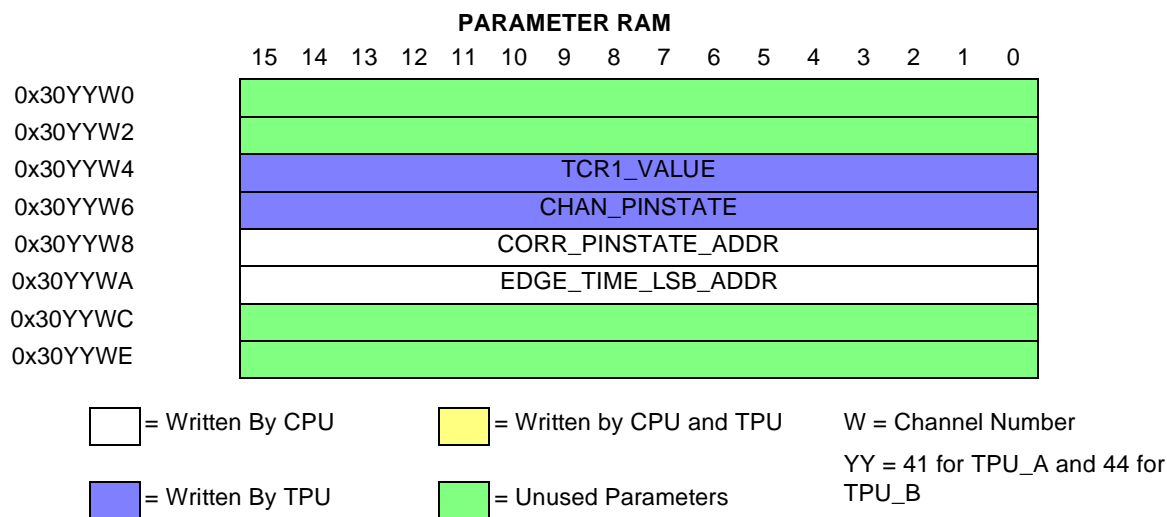 PARAMETER RAM
15 14 13 12 11 10 9 8 7 6 5 4 3 2 1 0
0x30YYW0
0x30YYW2
0x30YYW4 TCR1_VALUE
0x30YYW6 CHAN_PINSTATE
0x30YYW8 CORR_PINSTATE_ADDR
0x30YYWA EDGE_TIME_LSB_ADDR
0x30YYWC
0x30YYWE
= Written By CPU = Written by CPU and TPU W = Channel Number
= Written By TPU = Unused Parameters YY = 41 for TPU_A and 44 for
TPU_B